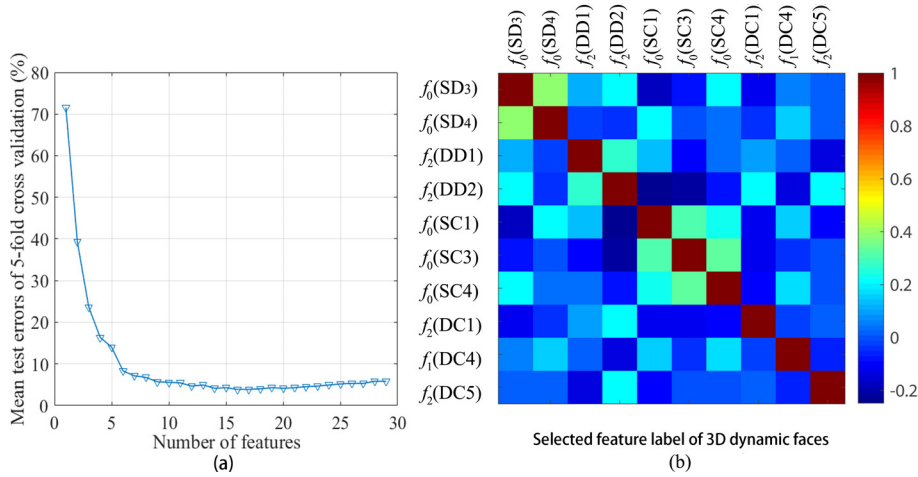 Mean test errors of 5-fold cross validation (%)
80
70
60
50
40
30
20
10
0
0 5 10 15 20 25 30
Number of features
(a)
f0(SD3) f0(SD4) f2(DD1) f2(DD2) f0(SC1) f0(SC3) f0(SC4) f2(DC1) f1(DC4) f2(DC5)
f0(SD3)
f0(SD4)
f2(DD1)
f2(DD2)
f0(SC1)
f0(SC3)
f0(SC4)
f2(DC1)
f1(DC4)
f2(DC5)
1
0.8
0.6
0.4
0.2
0
-0.2
Selected feature label of 3D dynamic faces
(b)